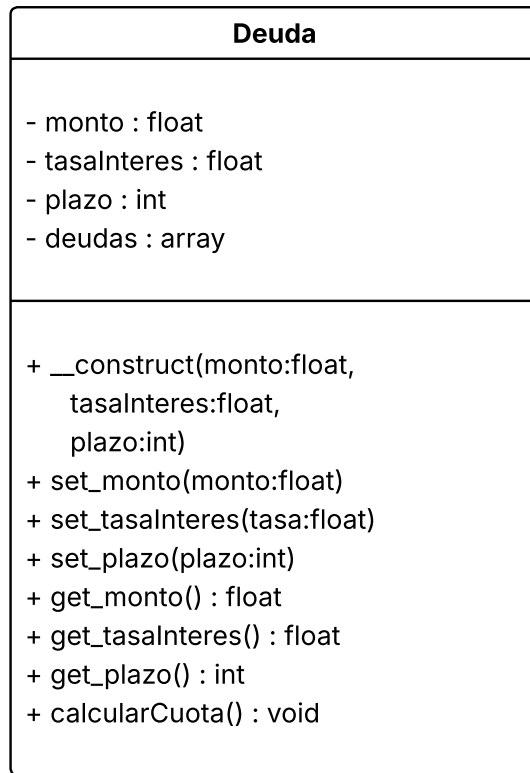 Deuda
- monto : float
- tasaInteres : float
- plazo : int
- deudas : array
+ __construct(monto:float,
tasaInteres:float,
plazo:int)
+ set_monto(monto:float)
+ set_tasaInteres(tasa:float)
+ set_plazo(plazo:int)
+ get_monto() : float
+ get_tasaInteres() : float
+ get_plazo() : int
+ calcularCuota() : void